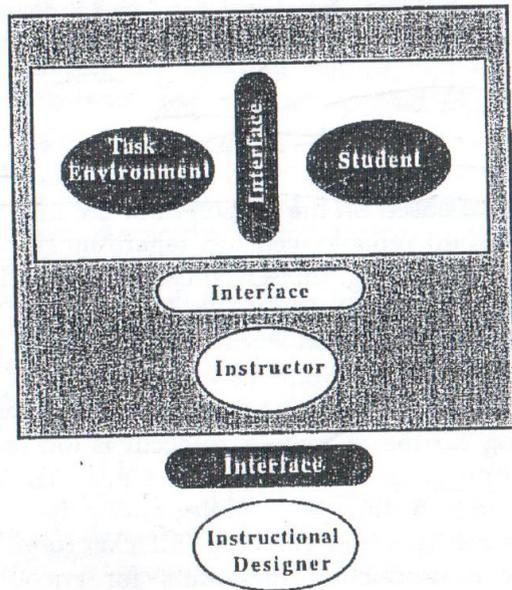 Task
Environment
Interface
Student
Interface
Instructor
Interface
Instructional
Designer